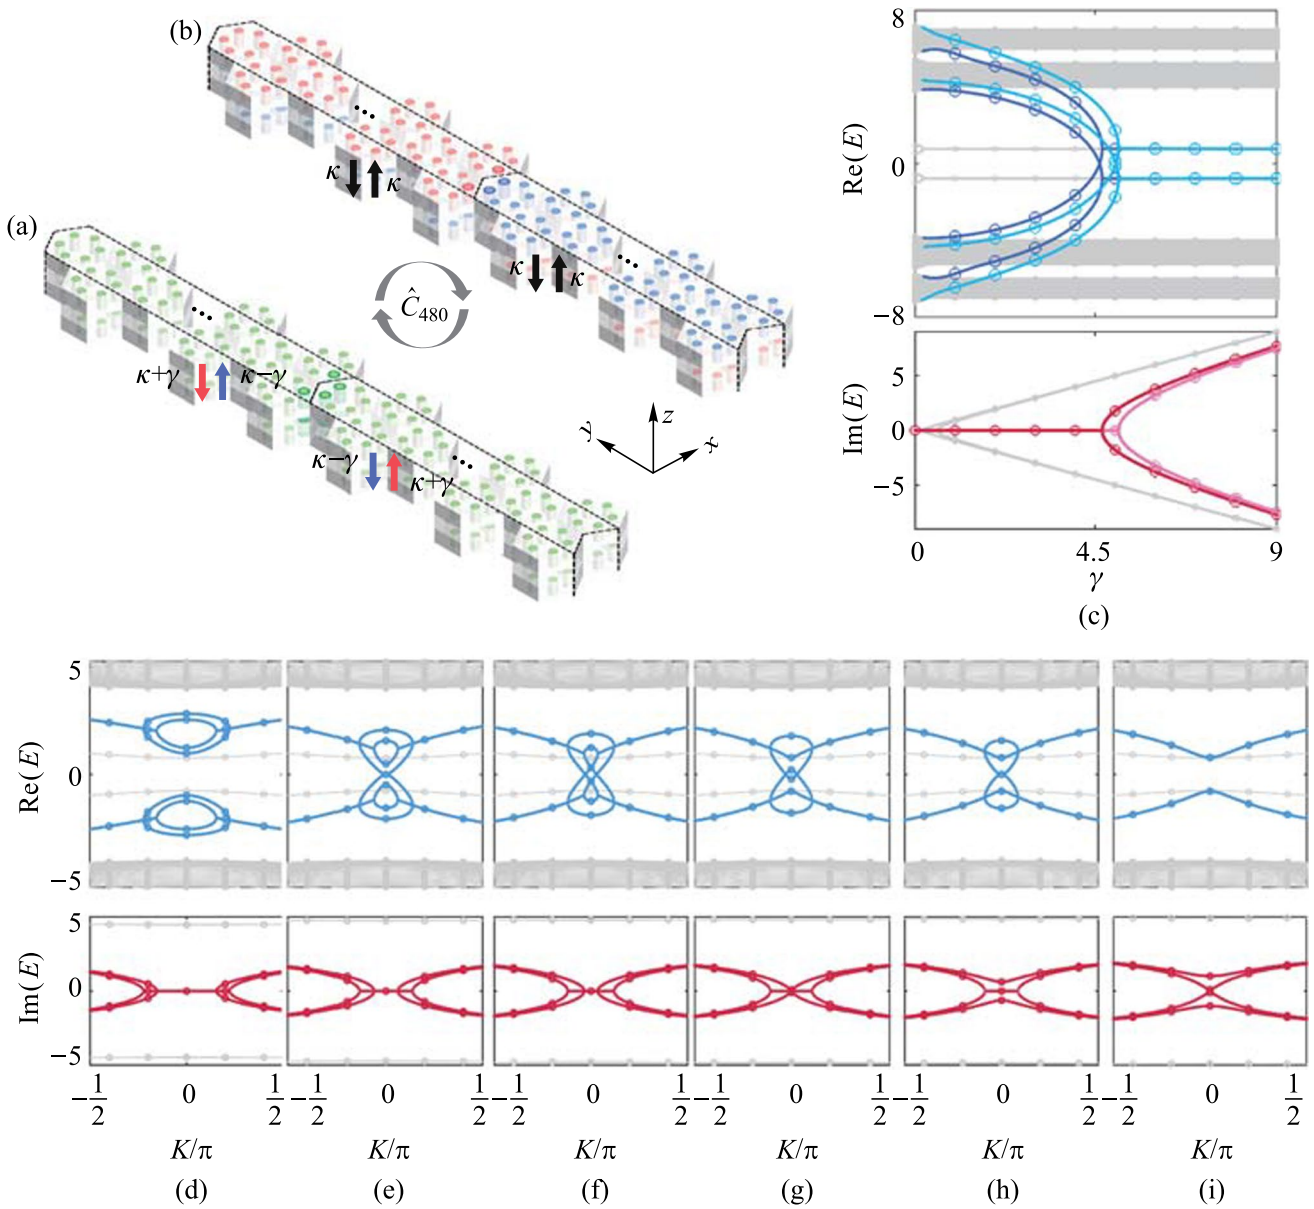 (b)
κ κ
(a)
κ κ
Ĉ480
κ+γ κ−γ
κ−γ κ+γ
z
y x
8
Re(E)
0
−8
5
Im(E)
0
−5
0 4.5 9
γ
(c)
5
Re(E)
0
−5
5
Im(E)
0
−5
−1/2 0 1/2 −1/2 0 1/2 −1/2 0 1/2 −1/2 0 1/2 −1/2 0 1/2 −1/2 0 1/2
K/π K/π K/π K/π K/π K/π
(d) (e) (f) (g) (h) (i)